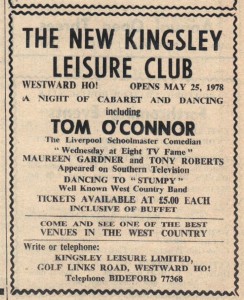 THE NEW KINGSLEY
LEISURE CLUB
WESTWARD HO! OPENS MAY 25, 1978
A NIGHT OF CABARET AND DANCING
including
TOM O'CONNOR
The Liverpool Schoolmaster Comedian
"Wednesday at Eight TV Fame"
MAUREEN GARDNER and TONY ROBERTS
Appeared on Southern Television
DANCING TO "STUMPY"
Well Known West Country Band
TICKETS AVAILABLE AT £5.00 EACH
INCLUSIVE OF BUFFET
COME AND SEE ONE OF THE BEST
VENUES IN THE WEST COUNTRY
Write or telephone:
KINGSLEY LEISURE LIMITED,
GOLF LINKS ROAD, WESTWARD HO!
Telephone BIDEFORD 77368